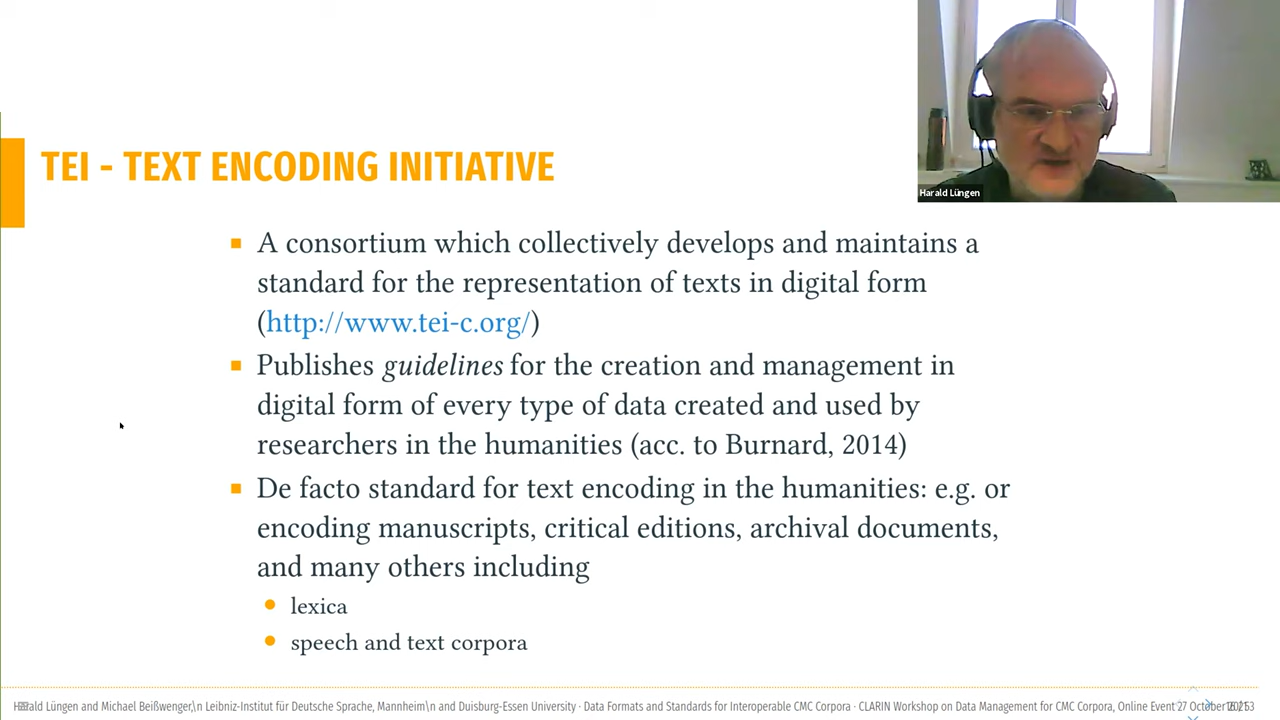 TEI - TEXT ENCODING INITIATIVE
Harald Lüngen
A consortium which collectively develops and maintains a
standard for the representation of texts in digital form
(http://www.tei-c.org/)
Publishes guidelines for the creation and management in
digital form of every type of data created and used by
researchers in the humanities (acc. to Burnard, 2014)
De facto standard for text encoding in the humanities: e.g. or
encoding manuscripts, critical editions, archival documents,
and many others including
lexica
speech and text corpora
Harald Lüngen and Michael Beißwenger,\n Leibniz-Institut für Deutsche Sprache, Mannheim\n and Duisburg-Essen University · Data Formats and Standards for Interoperable CMC Corpora · CLARIN Workshop on Data Management for CMC Corpora, Online Event 27 October